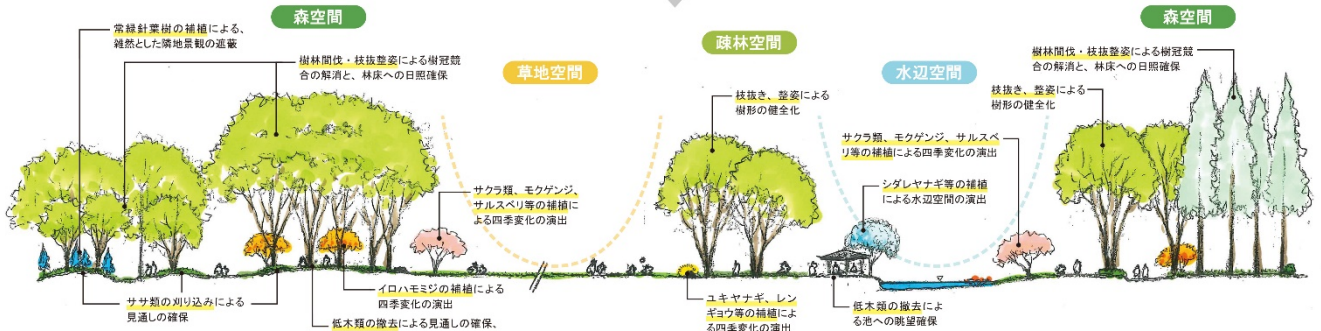 森空間
常緑針葉樹の補植による、
雑然とした隣地景観の遮蔽
樹林間伐・枝抜整姿による樹冠競
合の解消と、林床への日照確保
草地空間
サクラ類、モクゲンジ、
サルスベリ等の補植に
よる四季変化の演出
疎林空間
枝抜き、整姿による
樹形の健全化
水辺空間
サクラ類、モクゲンジ、サルスベ
リ等の補植による四季変化の演出
シダレヤナギ等の補植
による水辺空間の演出
森空間
樹林間伐・枝抜整姿による樹冠競
合の解消と、林床への日照確保
枝抜き、整姿による
樹形の健全化
ササ類の刈り込みによる
見通しの確保
イロハモミジの補植による
四季変化の演出
低木類の撤去による見通しの確保、
ユキヤナギ、レン
ギョウ等の補植によ
る四季変化の演出
低木類の撤去によ
る池への眺望確保